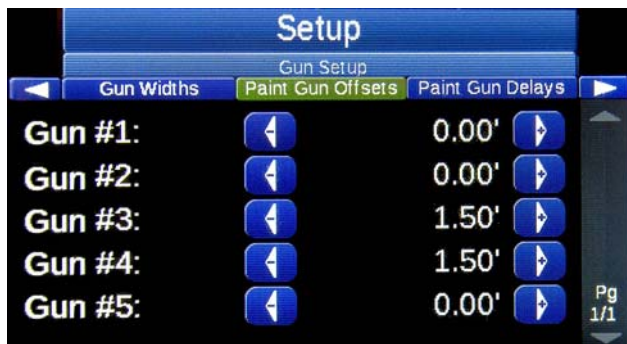 Setup
Gun Setup
Gun Widths Paint Gun Offsets Paint Gun Delays
Gun #1: - 0.00' +
Gun #2: - 0.00' +
Gun #3: - 1.50' +
Gun #4: - 1.50' +
Gun #5: - 0.00' +
Pg
1/1